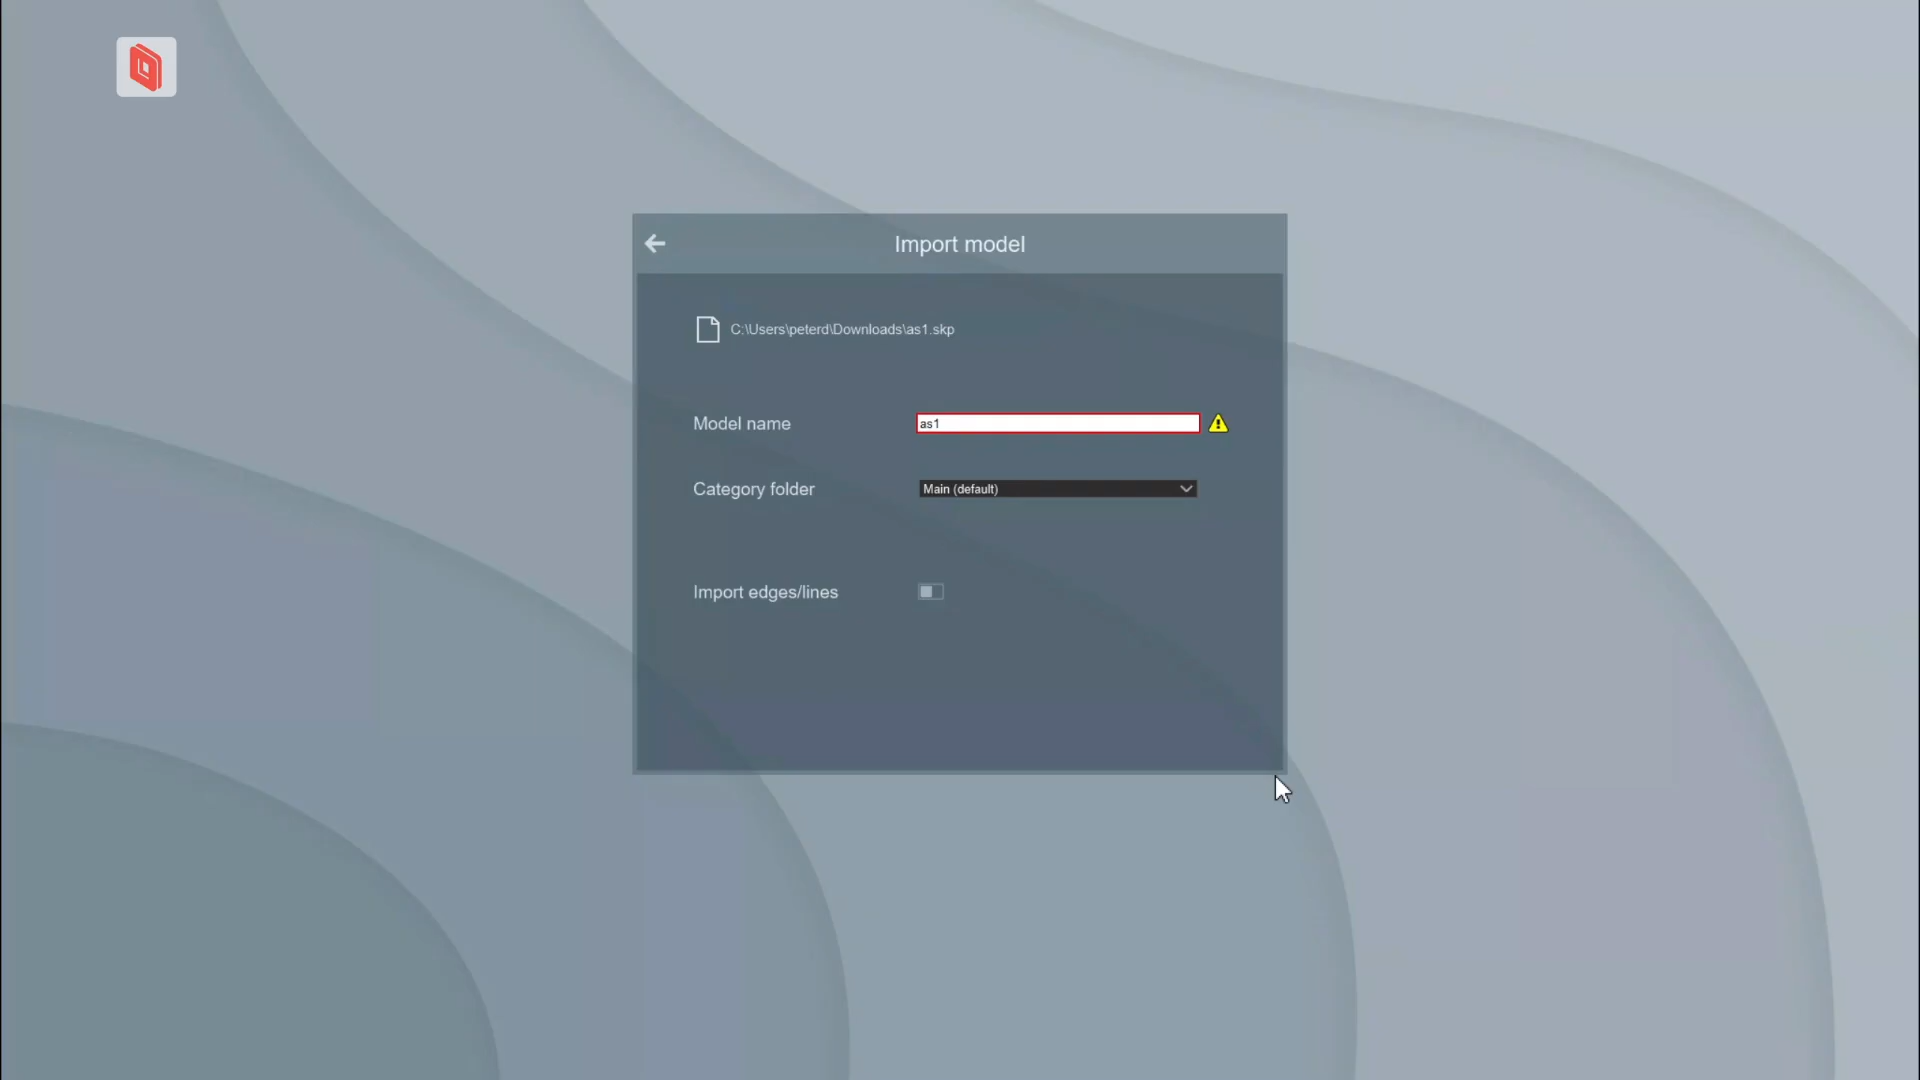 Import model
C:\Users\peterd\Downloads\as1.skp
Model name
as1
Category folder
Main (default)
Import edges/lines